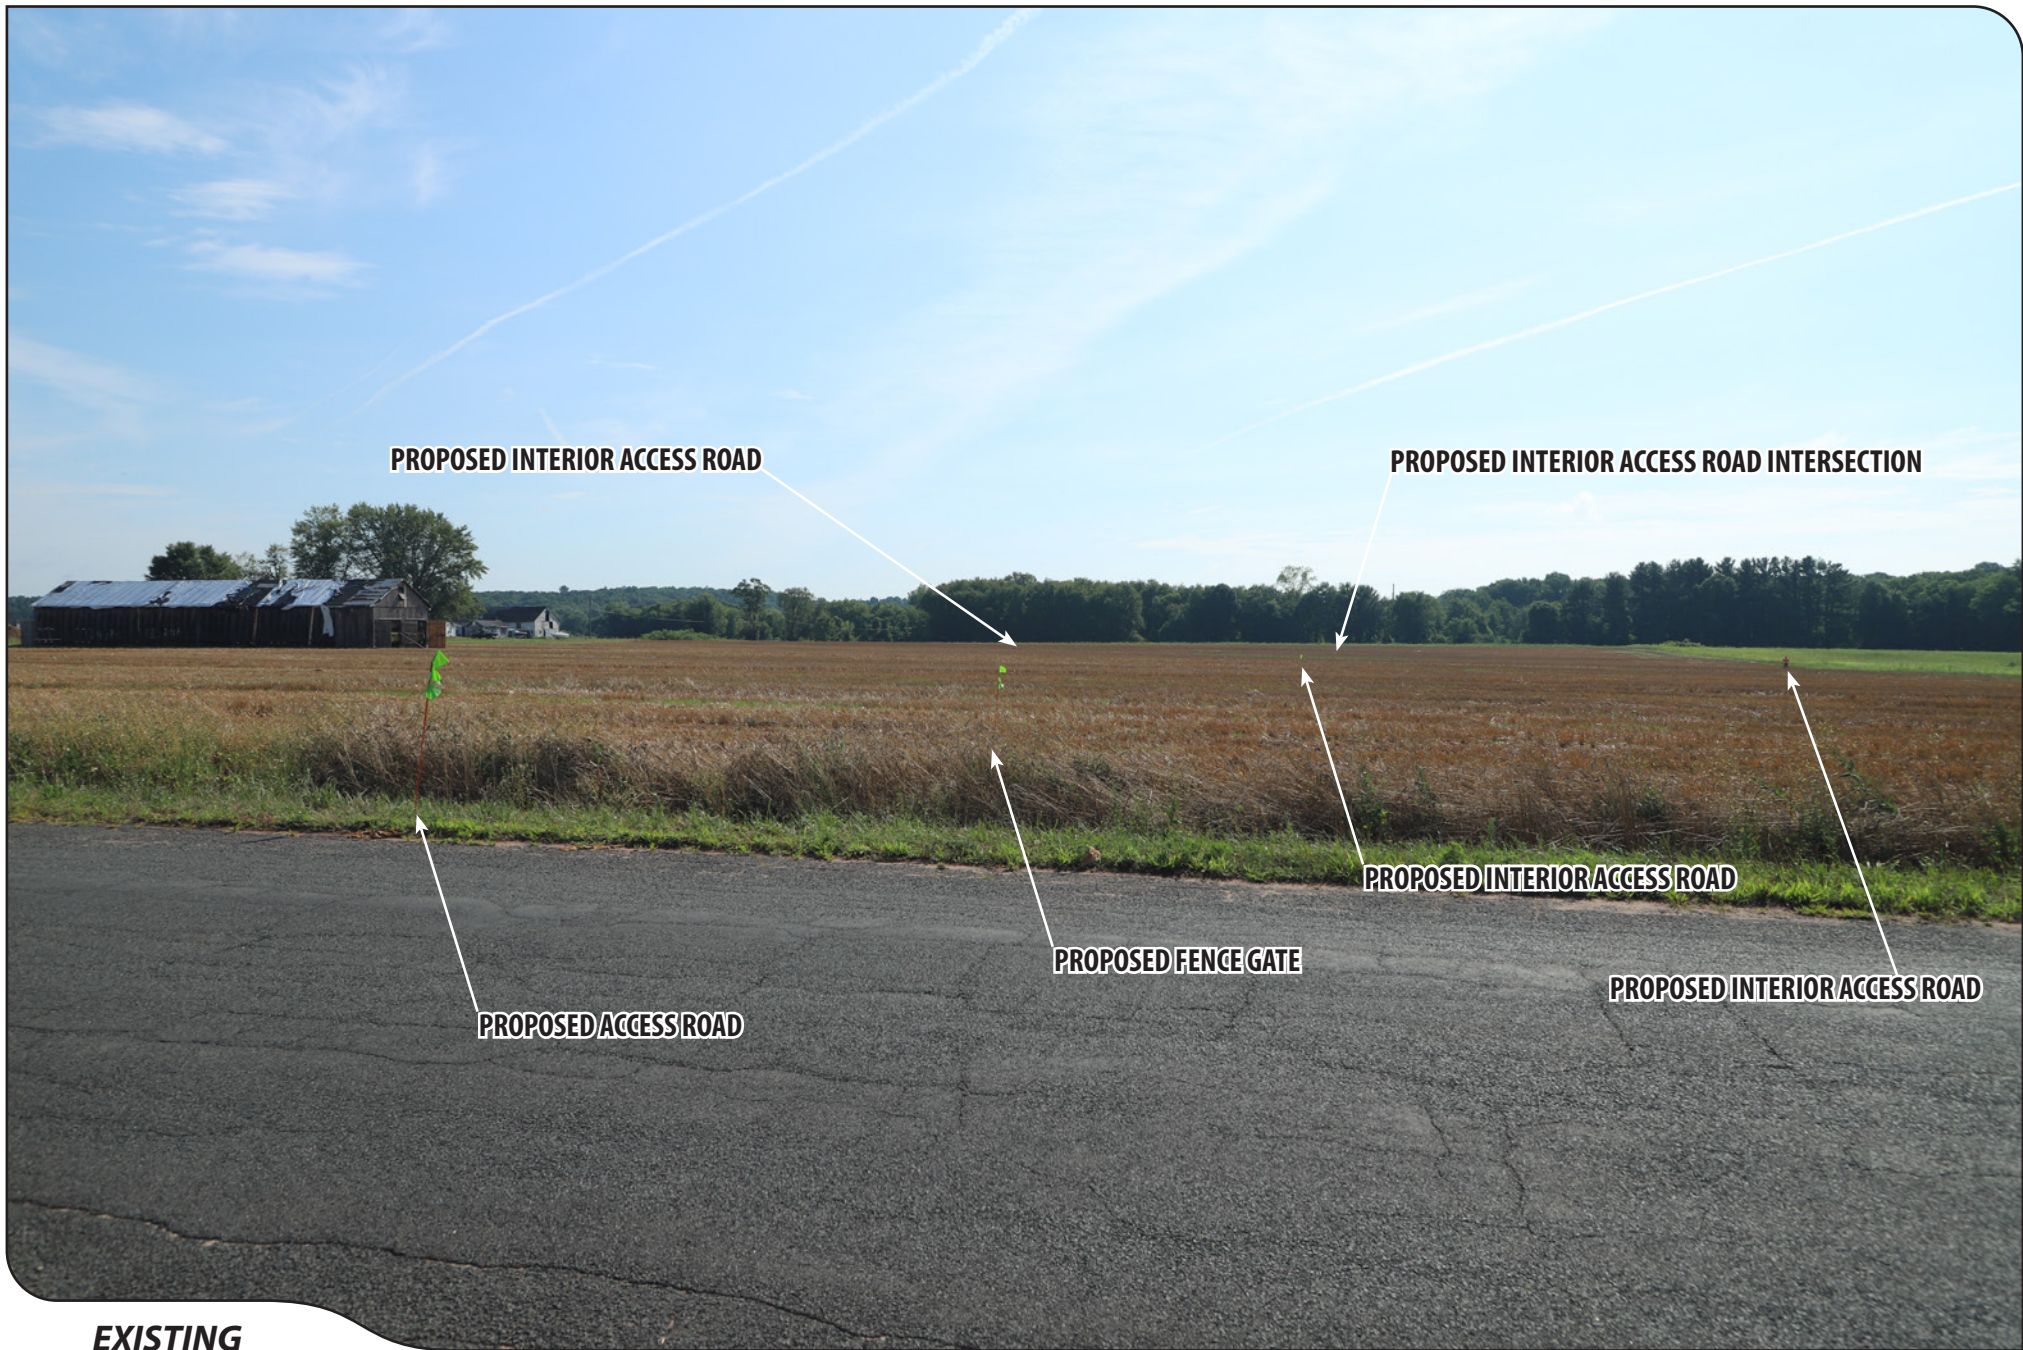 PROPOSED INTERIOR ACCESS ROAD
PROPOSED INTERIOR ACCESS ROAD INTERSECTION
PROPOSED INTERIOR ACCESS ROAD
PROPOSED FENCE GATE
PROPOSED INTERIOR ACCESS ROAD
PROPOSED ACCESS ROAD
EXISTING